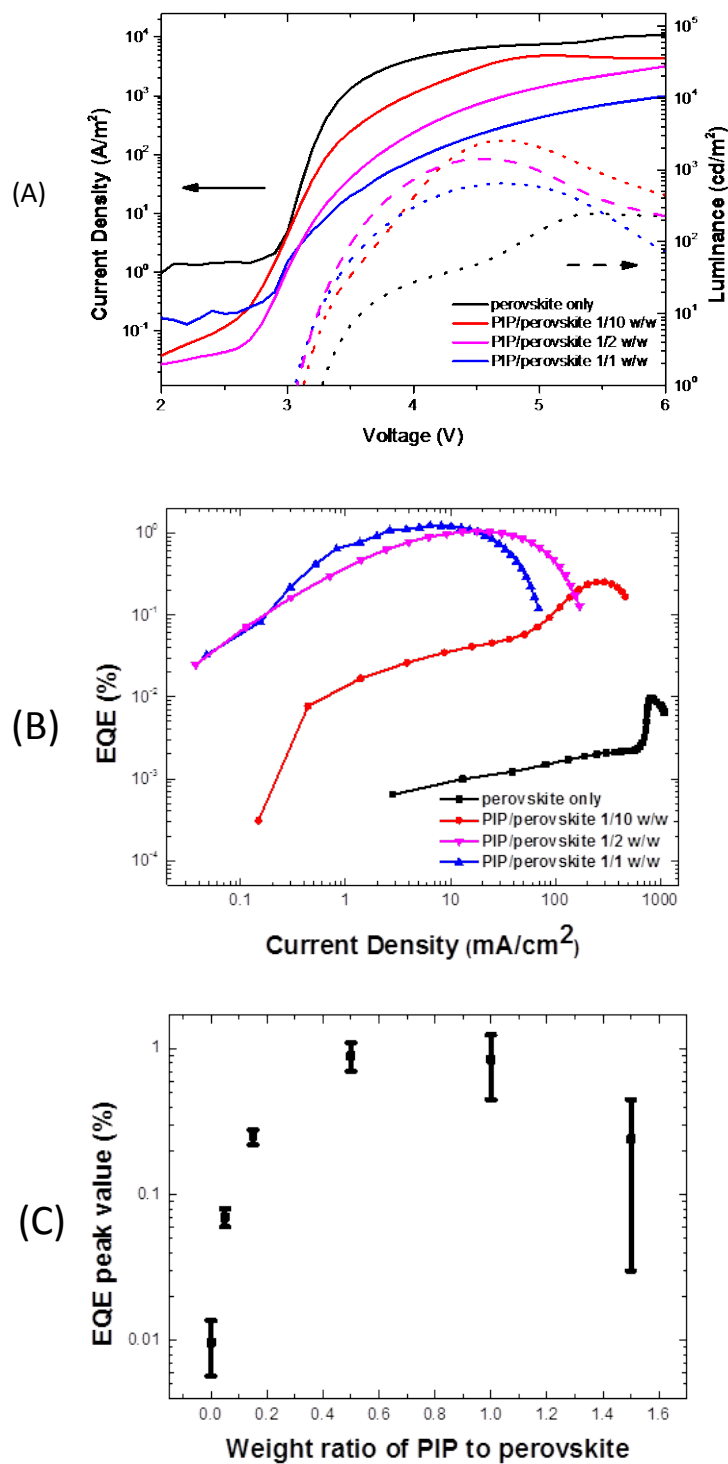 (A)
Current Density (A/m²)
10⁴
10³
10²
10¹
10⁰
10⁻¹
10⁵
10⁴
10³
10²
10¹
10⁰
Luminance (cd/m²)
perovskite only
PIP/perovskite 1/10 w/w
PIP/perovskite 1/2 w/w
PIP/perovskite 1/1 w/w
2 3 4 5 6
Voltage (V)
(B)
EQE (%)
10⁰
10⁻¹
10⁻²
10⁻³
10⁻⁴
perovskite only
PIP/perovskite 1/10 w/w
PIP/perovskite 1/2 w/w
PIP/perovskite 1/1 w/w
0.1 1 10 100 1000
Current Density (mA/cm²)
(C)
EQE peak value (%)
1
0.1
0.01
0.0 0.2 0.4 0.6 0.8 1.0 1.2 1.4 1.6
Weight ratio of PIP to perovskite